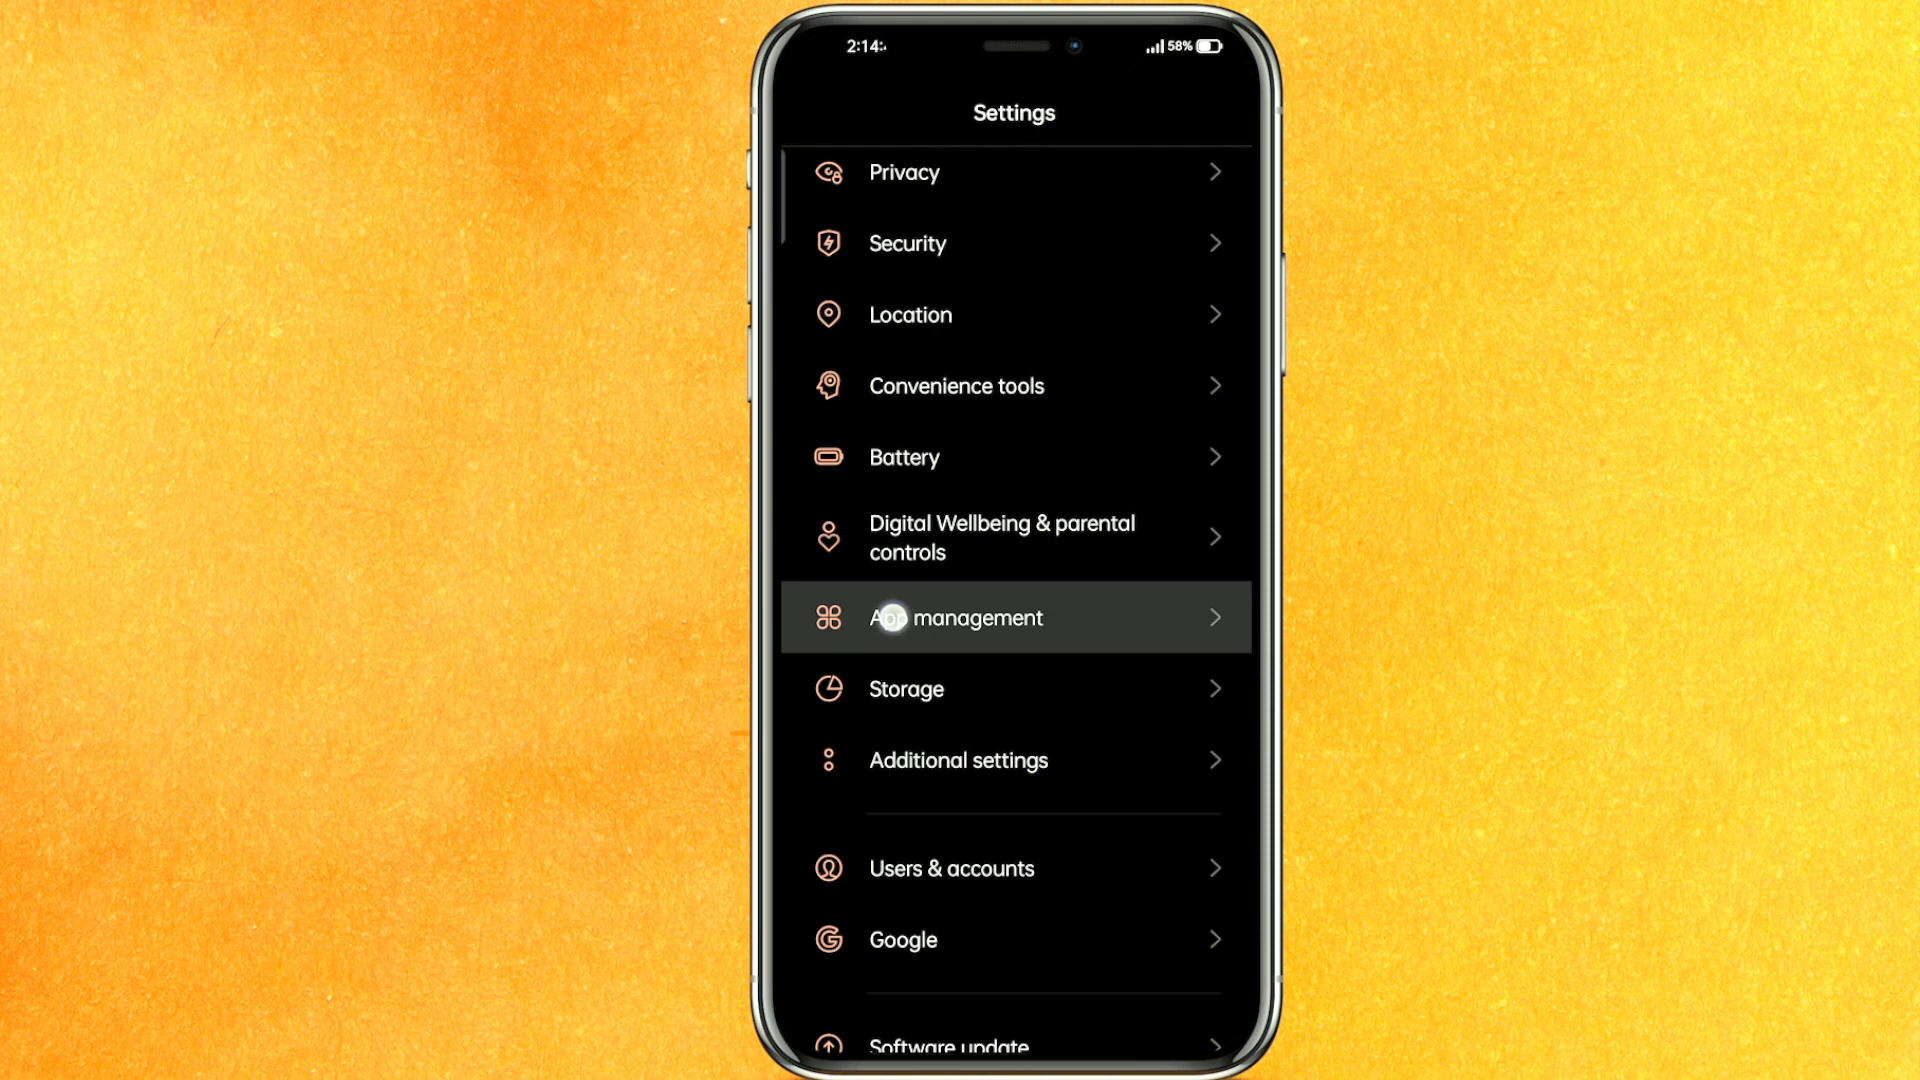 2:14
58%
Settings
Privacy
Security
Location
Convenience tools
Battery
Digital Wellbeing & parental
controls
App management
Storage
Additional settings
Users & accounts
Google
Software update